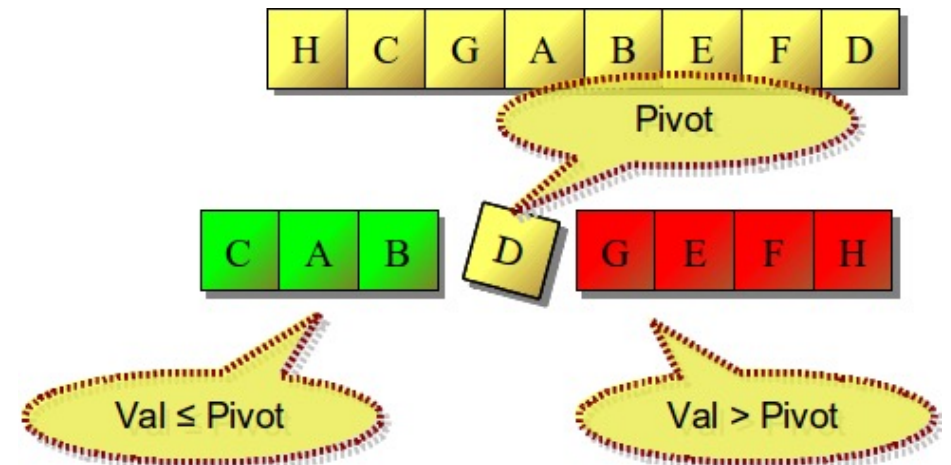 H C G A B E F D
Pivot
C A B D G E F H
Val ≤ Pivot
Val > Pivot